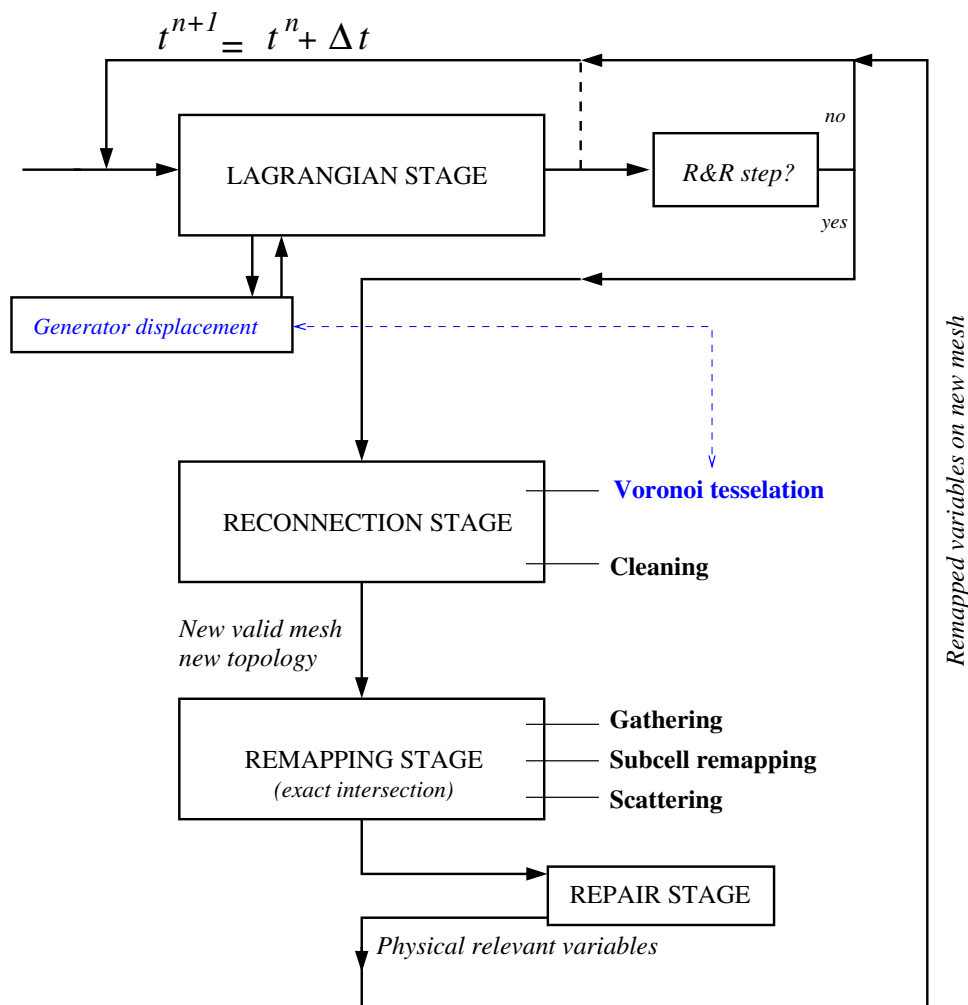 t^{n+1} = t^n + Δt
no
LAGRANGIAN STAGE
R&R step?
yes
Generator displacement
Voronoi tesselation
RECONNECTION STAGE
Cleaning
New valid mesh
new topology
Gathering
REMAPPING STAGE
Subcell remapping
(exact intersection)
Scattering
REPAIR STAGE
Physical relevant variables
Remapped variables on new mesh